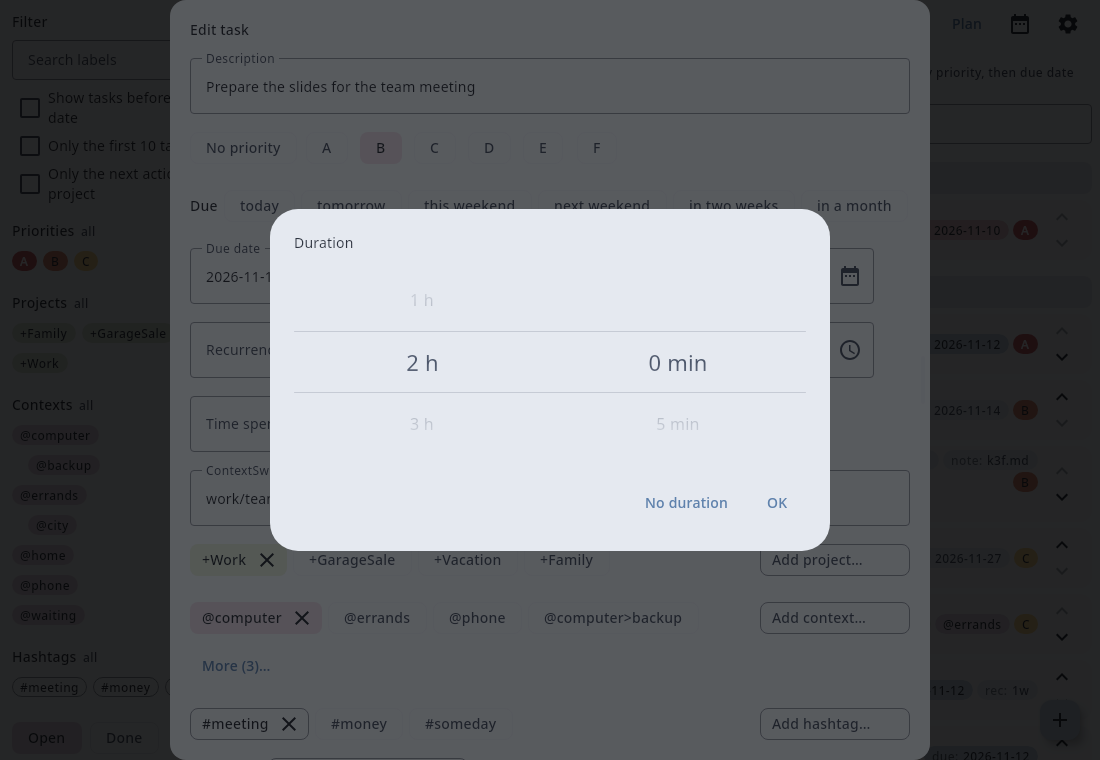 Filter
Search labels
Show tasks before
date
Only the first 10 ta
Only the next actio
project
Priorities all
A B C
Projects all
+Family +GarageSale
+Work
Contexts all
@computer
@backup
@errands
@city
@home
@phone
@waiting
Hashtags all
#meeting #money
Open Done
Edit task
Description
Prepare the slides for the team meeting
No priority A B C D E F
Due today tomorrow this weekend next weekend in two weeks in a month
Due date
2026-11-1
Recurrenc
Time spe
ContextSw
work/tear
+Work +GarageSale +Vacation +Family Add project...
@computer @errands @phone @computer>backup Add context...
More (3)...
#meeting #money #someday Add hashtag...
Duration
1 h
2 h 0 min
3 h 5 min
No duration OK
Plan
priority, then due date
2026-11-10 A
2026-11-12 A
2026-11-14 B
note: k3f.md
B
2026-11-27 C
@errands C
11-12 rec: 1w
due: 2026-11-12